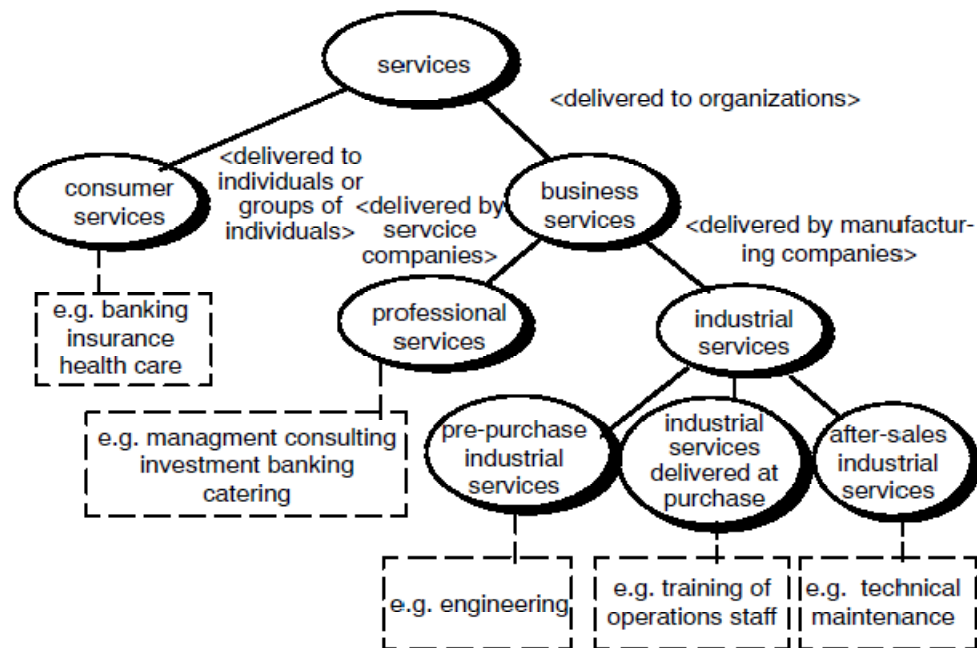 services
<delivered to organizations>
<delivered to
individuals or
groups of
individuals>
consumer
services
business
services
<delivered by
servcice
companies>
<delivered by manufactur-
ing companies>
e.g. banking
insurance
health care
professional
services
industrial
services
e.g. managment consulting
investment banking
catering
pre-purchase
industrial
services
industrial
services
delivered at
purchase
after-sales
industrial
services
e.g. engineering
e.g. training of
operations staff
e.g. technical
maintenance